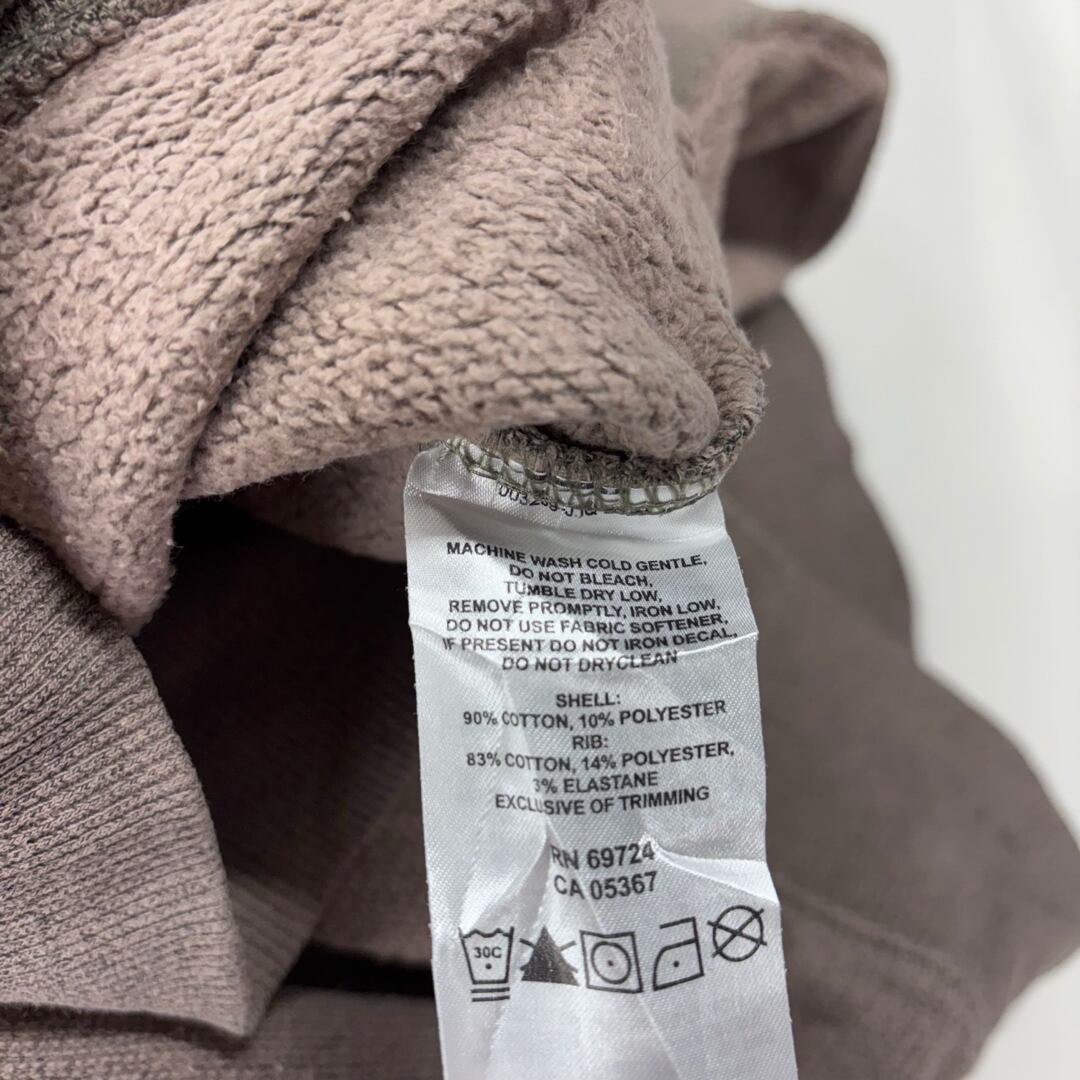 MACHINE WASH COLD GENTLE,
DO NOT BLEACH,
TUMBLE DRY LOW,
REMOVE PROMPTLY, IRON LOW,
DO NOT USE FABRIC SOFTENER,
IF PRESENT DO NOT IRON DECAL,
DO NOT DRYCLEAN
SHELL:
90% COTTON, 10% POLYESTER
RIB:
83% COTTON, 14% POLYESTER,
3% ELASTANE
EXCLUSIVE OF TRIMMING
RN 69724
CA 05367
30C